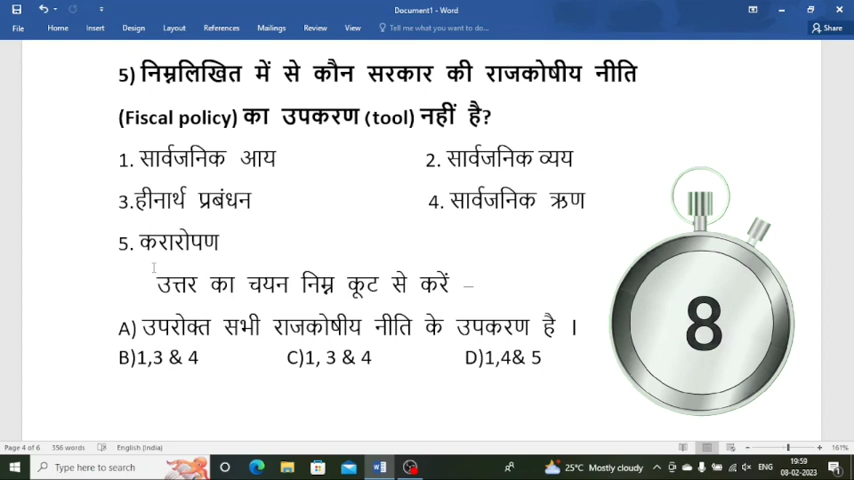 Document1 - Word
File Home Insert Design Layout References Mailings Review View Tell me what you want to do... Share
5) निम्नलिखित में से कौन सरकार की राजकोषीय नीति
(Fiscal policy) का उपकरण (tool) नहीं है?
1. सार्वजनिक आय 2. सार्वजनिक व्यय
3.हीनार्थ प्रबंधन 4. सार्वजनिक ऋण
5. करारोपण
उत्तर का चयन निम्न कूट से करें –
A) उपरोक्त सभी राजकोषीय नीति के उपकरण है ।
B)1,3 & 4 C)1, 3 & 4 D)1,4& 5
8
Page 4 of 6 356 words English (India) 161%
Type here to search 25°C Mostly cloudy ENG 19:59
08-02-2023